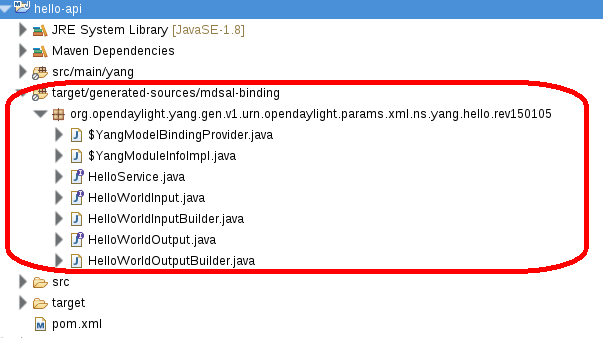 hello-api
JRE System Library [JavaSE-1.8]
Maven Dependencies
src/main/yang
target/generated-sources/mdsal-binding
org.opendaylight.yang.gen.v1.urn.opendaylight.params.xml.ns.yang.hello.rev150105
$YangModelBindingProvider.java
$YangModuleInfoImpl.java
HelloService.java
HelloWorldInput.java
HelloWorldInputBuilder.java
HelloWorldOutput.java
HelloWorldOutputBuilder.java
src
target
pom.xml